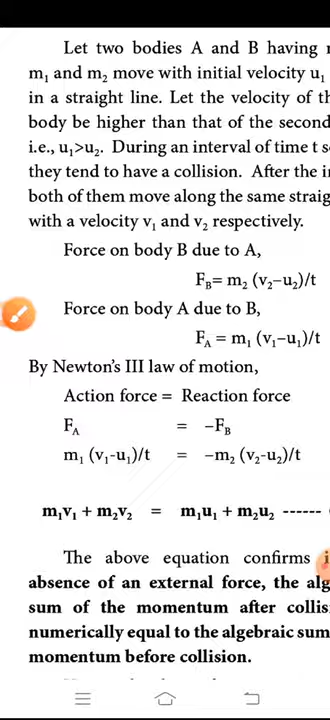 Let two bodies A and B having
m₁ and m₂ move with initial velocity u₁
in a straight line. Let the velocity of
body be higher than that of the second
i.e., u₁>u₂. During an interval of time t
they tend to have a collision. After the
both of them move along the same
with a velocity v₁ and v₂ respectively.
Force on body B due to A,
F_B= m₂ (v₂–u₂)/t
Force on body A due to B,
F_A = m₁ (v₁–u₁)/t
By Newton's III law of motion,
Action force = Reaction force
F_A = –F_B
m₁ (v₁-u₁)/t = –m₂ (v₂-u₂)/t
m₁v₁ + m₂v₂ = m₁u₁ + m₂u₂ ------
The above equation confirms
absence of an external force, the
sum of the momentum after
numerically equal to the algebraic sum
momentum before collision.